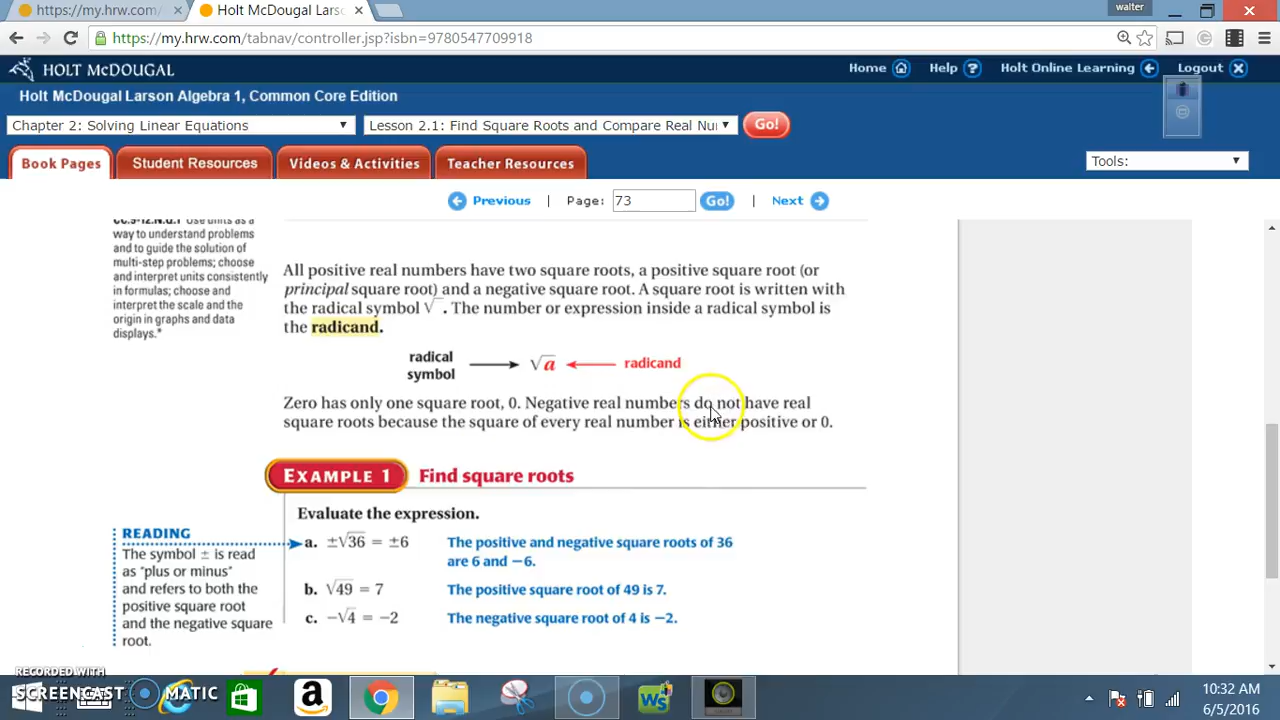 https://my.hrw.com/tabnav/
Holt McDougal Lars
walter
https://my.hrw.com/tabnav/controller.jsp?isbn=9780547709918
HOLT MCDOUGAL
Home
Help ?
Holt Online Learning
Logout
Holt McDougal Larson Algebra 1, Common Core Edition
Chapter 2: Solving Linear Equations
Lesson 2.1: Find Square Roots and Compare Real Nu
Go!
Book Pages
Student Resources
Videos & Activities
Teacher Resources
Tools:
Previous | Page: 73 Go! | Next
CC.9-12.N.Q.1 Use units as a
way to understand problems
and to guide the solution of
multi-step problems; choose
and interpret units consistently
in formulas; choose and
interpret the scale and the
origin in graphs and data
displays.*
All positive real numbers have two square roots, a positive square root (or
principal square root) and a negative square root. A square root is written with
the radical symbol √ . The number or expression inside a radical symbol is
the radicand.
radical
symbol
√a
radicand
Zero has only one square root, 0. Negative real numbers do not have real
square roots because the square of every real number is either positive or 0.
EXAMPLE 1 Find square roots
Evaluate the expression.
READING
The symbol ± is read
as "plus or minus"
and refers to both the
positive square root
and the negative square
root.
a. ±√36 = ±6 The positive and negative square roots of 36
are 6 and −6.
b. √49 = 7 The positive square root of 49 is 7.
c. −√4 = −2 The negative square root of 4 is −2.
RECORDED WITH
SCREENCAST MATIC
WS
10:32 AM
6/5/2016